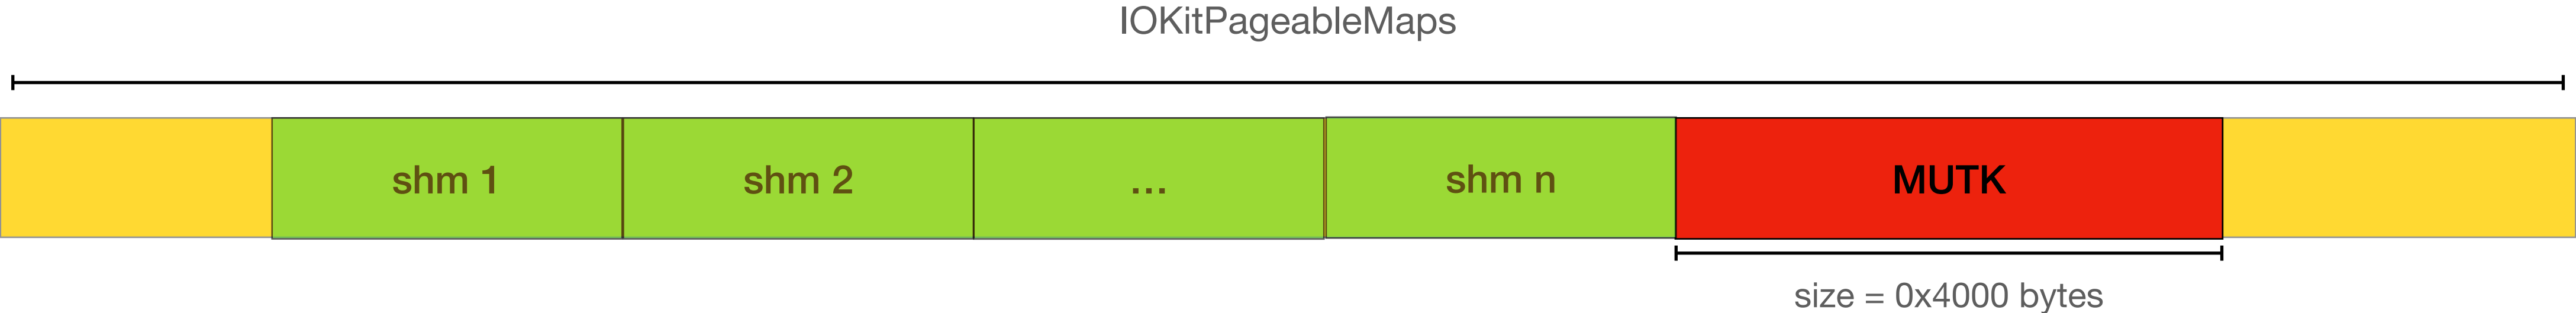 IOKitPageableMaps
shm 1
shm 2
...
shm n
MUTK
size = 0x4000 bytes